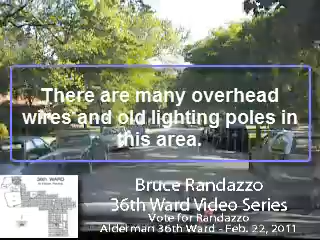 There are many overhead
wires and old lighting poles in
this area.
36th WARD
Bruce Randazzo
36th Ward Video Series
Vote for Randazzo
Alderman 36th Ward - Feb. 22, 2011